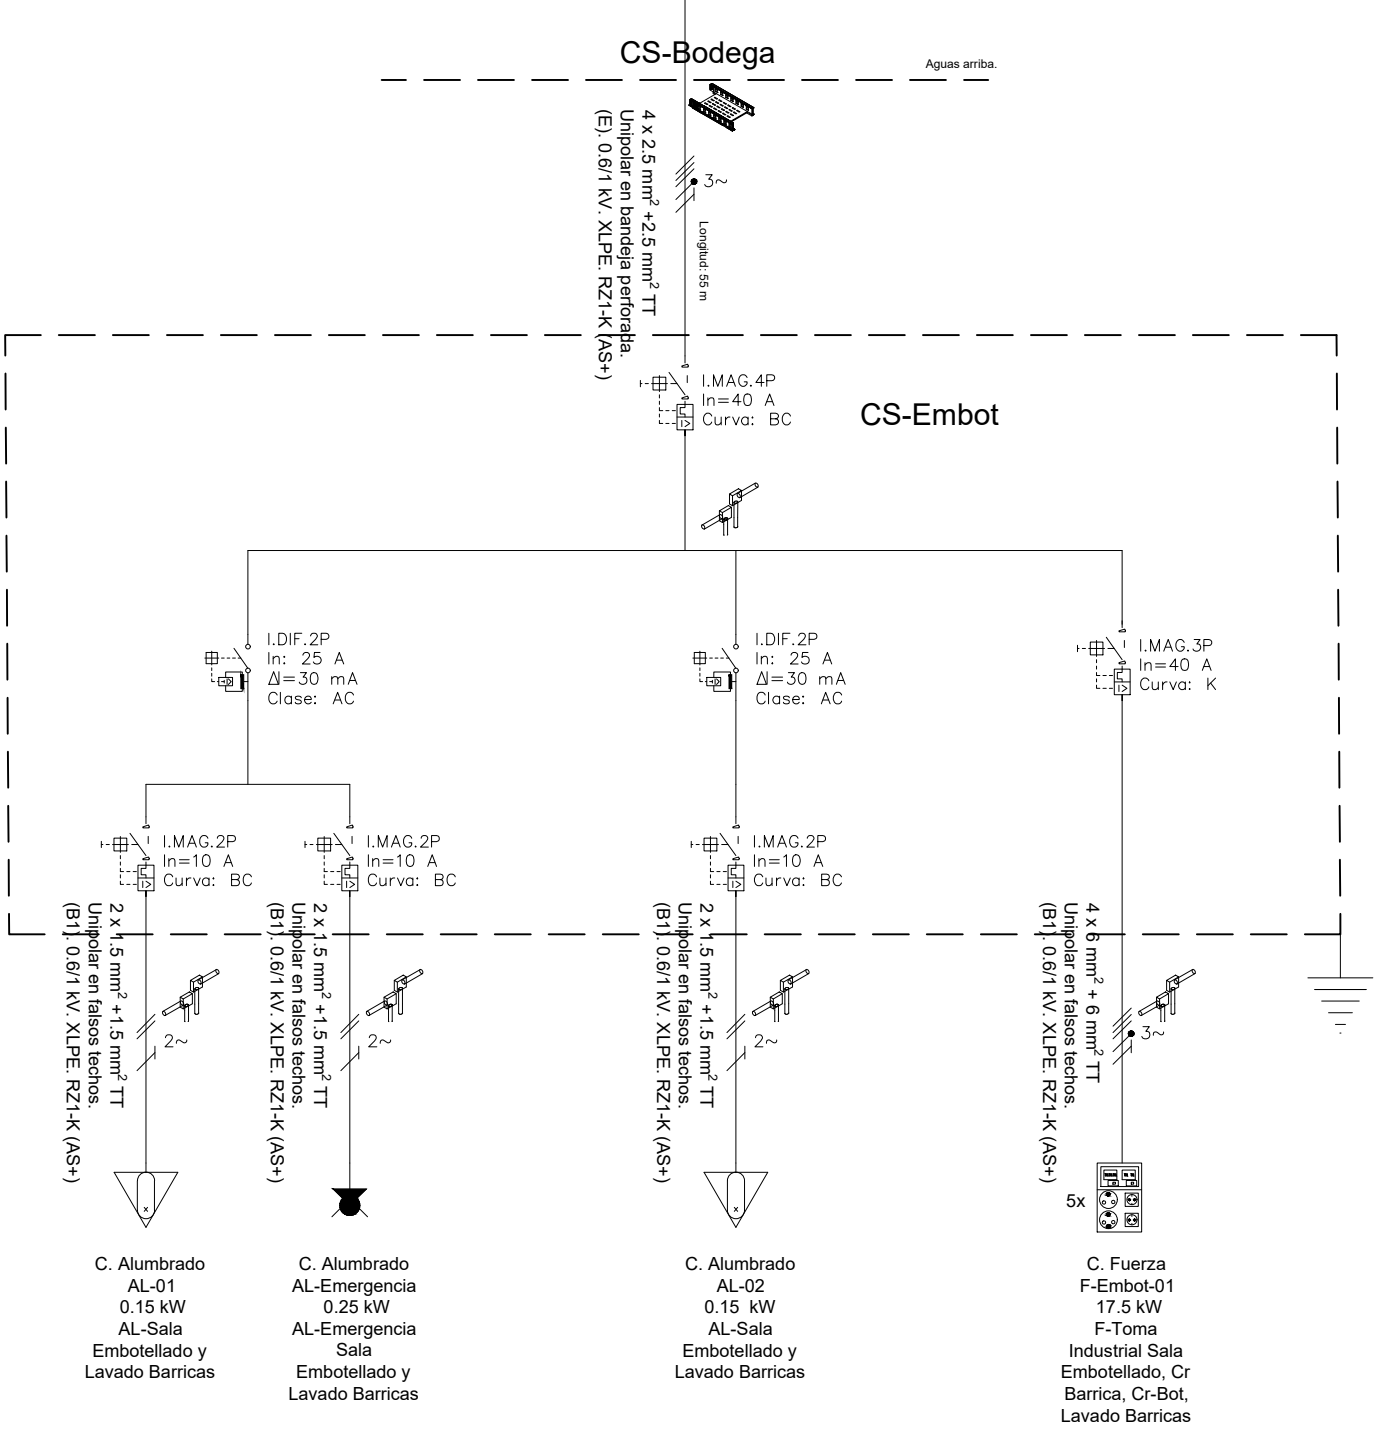 CS-Bodega
Aguas arriba.
4 x 2.5 mm² +2.5 mm² TT
Unipolar en bandeja perforada.
(E). 0.6/1 kV. XLPE. RZ1-K (AS+)
3~
Longitud: 55 m
I.MAG.4P
In=40 A
Curva: BC
CS-Embot
I.DIF.2P
In: 25 A
ΔI=30 mA
Clase: AC
I.DIF.2P
In: 25 A
ΔI=30 mA
Clase: AC
I.MAG.3P
In=40 A
Curva: K
I.MAG.2P
In=10 A
Curva: BC
I.MAG.2P
In=10 A
Curva: BC
I.MAG.2P
In=10 A
Curva: BC
2 x 1.5 mm² +1.5 mm² TT
Unipolar en falsos techos.
(B1). 0.6/1 kV. XLPE. RZ1-K (AS+)
2~
2 x 1.5 mm² +1.5 mm² TT
Unipolar en falsos techos.
(B1). 0.6/1 kV. XLPE. RZ1-K (AS+)
2~
2 x 1.5 mm² +1.5 mm² TT
Unipolar en falsos techos.
(B1). 0.6/1 kV. XLPE. RZ1-K (AS+)
2~
4 x 6 mm² + 6 mm² TT
Unipolar en falsos techos.
(B1). 0.6/1 kV. XLPE. RZ1-K (AS+)
3~
5x
C. Alumbrado
AL-01
0.15 kW
AL-Sala
Embotellado y
Lavado Barricas
C. Alumbrado
AL-Emergencia
0.25 kW
AL-Emergencia
Sala
Embotellado y
Lavado Barricas
C. Alumbrado
AL-02
0.15 kW
AL-Sala
Embotellado y
Lavado Barricas
C. Fuerza
F-Embot-01
17.5 kW
F-Toma
Industrial Sala
Embotellado, Cr
Barrica, Cr-Bot,
Lavado Barricas